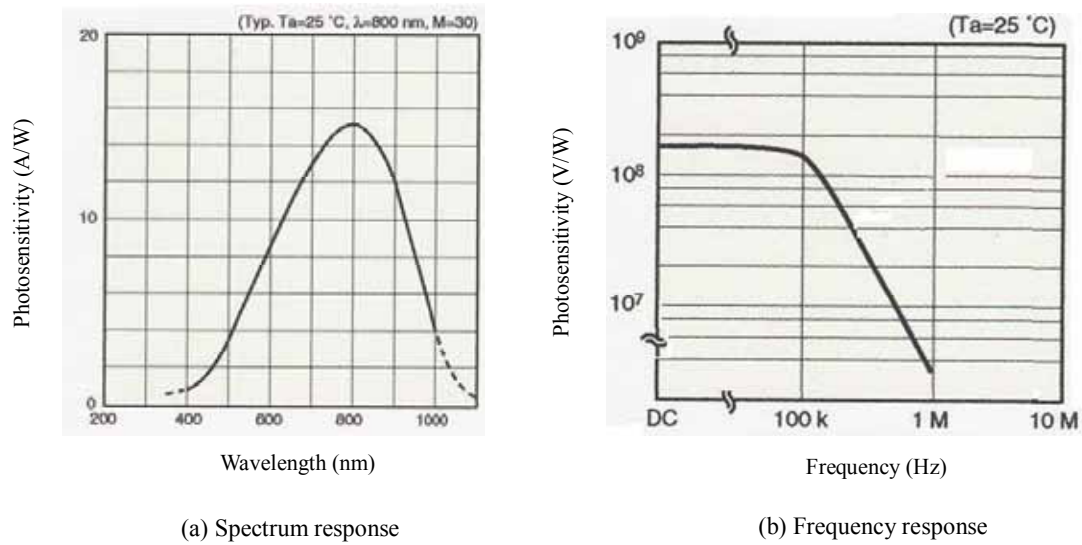 (Typ. Ta=25 ˚C, λ=800 nm, M=30)
20
10
0
200 400 600 800 1000
Photosensitivity (A/W)
Wavelength (nm)
(a) Spectrum response
(Ta=25 ˚C)
10⁹
10⁸
10⁷
DC 100 k 1 M 10 M
Photosensitivity (V/W)
Frequency (Hz)
(b) Frequency response